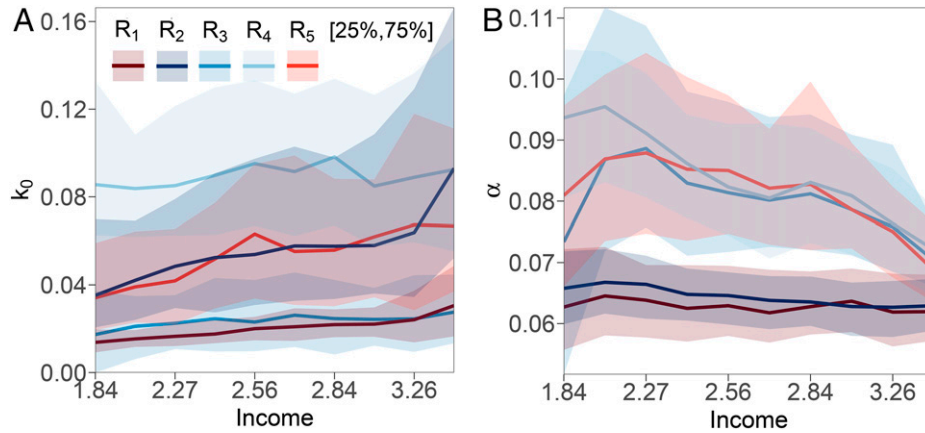 A
B
R1 R2 R3 R4 R5 [25%,75%]
0.16
0.12
0.08
0.04
0.00
k0
1.84 2.27 2.56 2.84 3.26
Income
0.11
0.10
0.09
0.08
0.07
0.06
α
1.84 2.27 2.56 2.84 3.26
Income